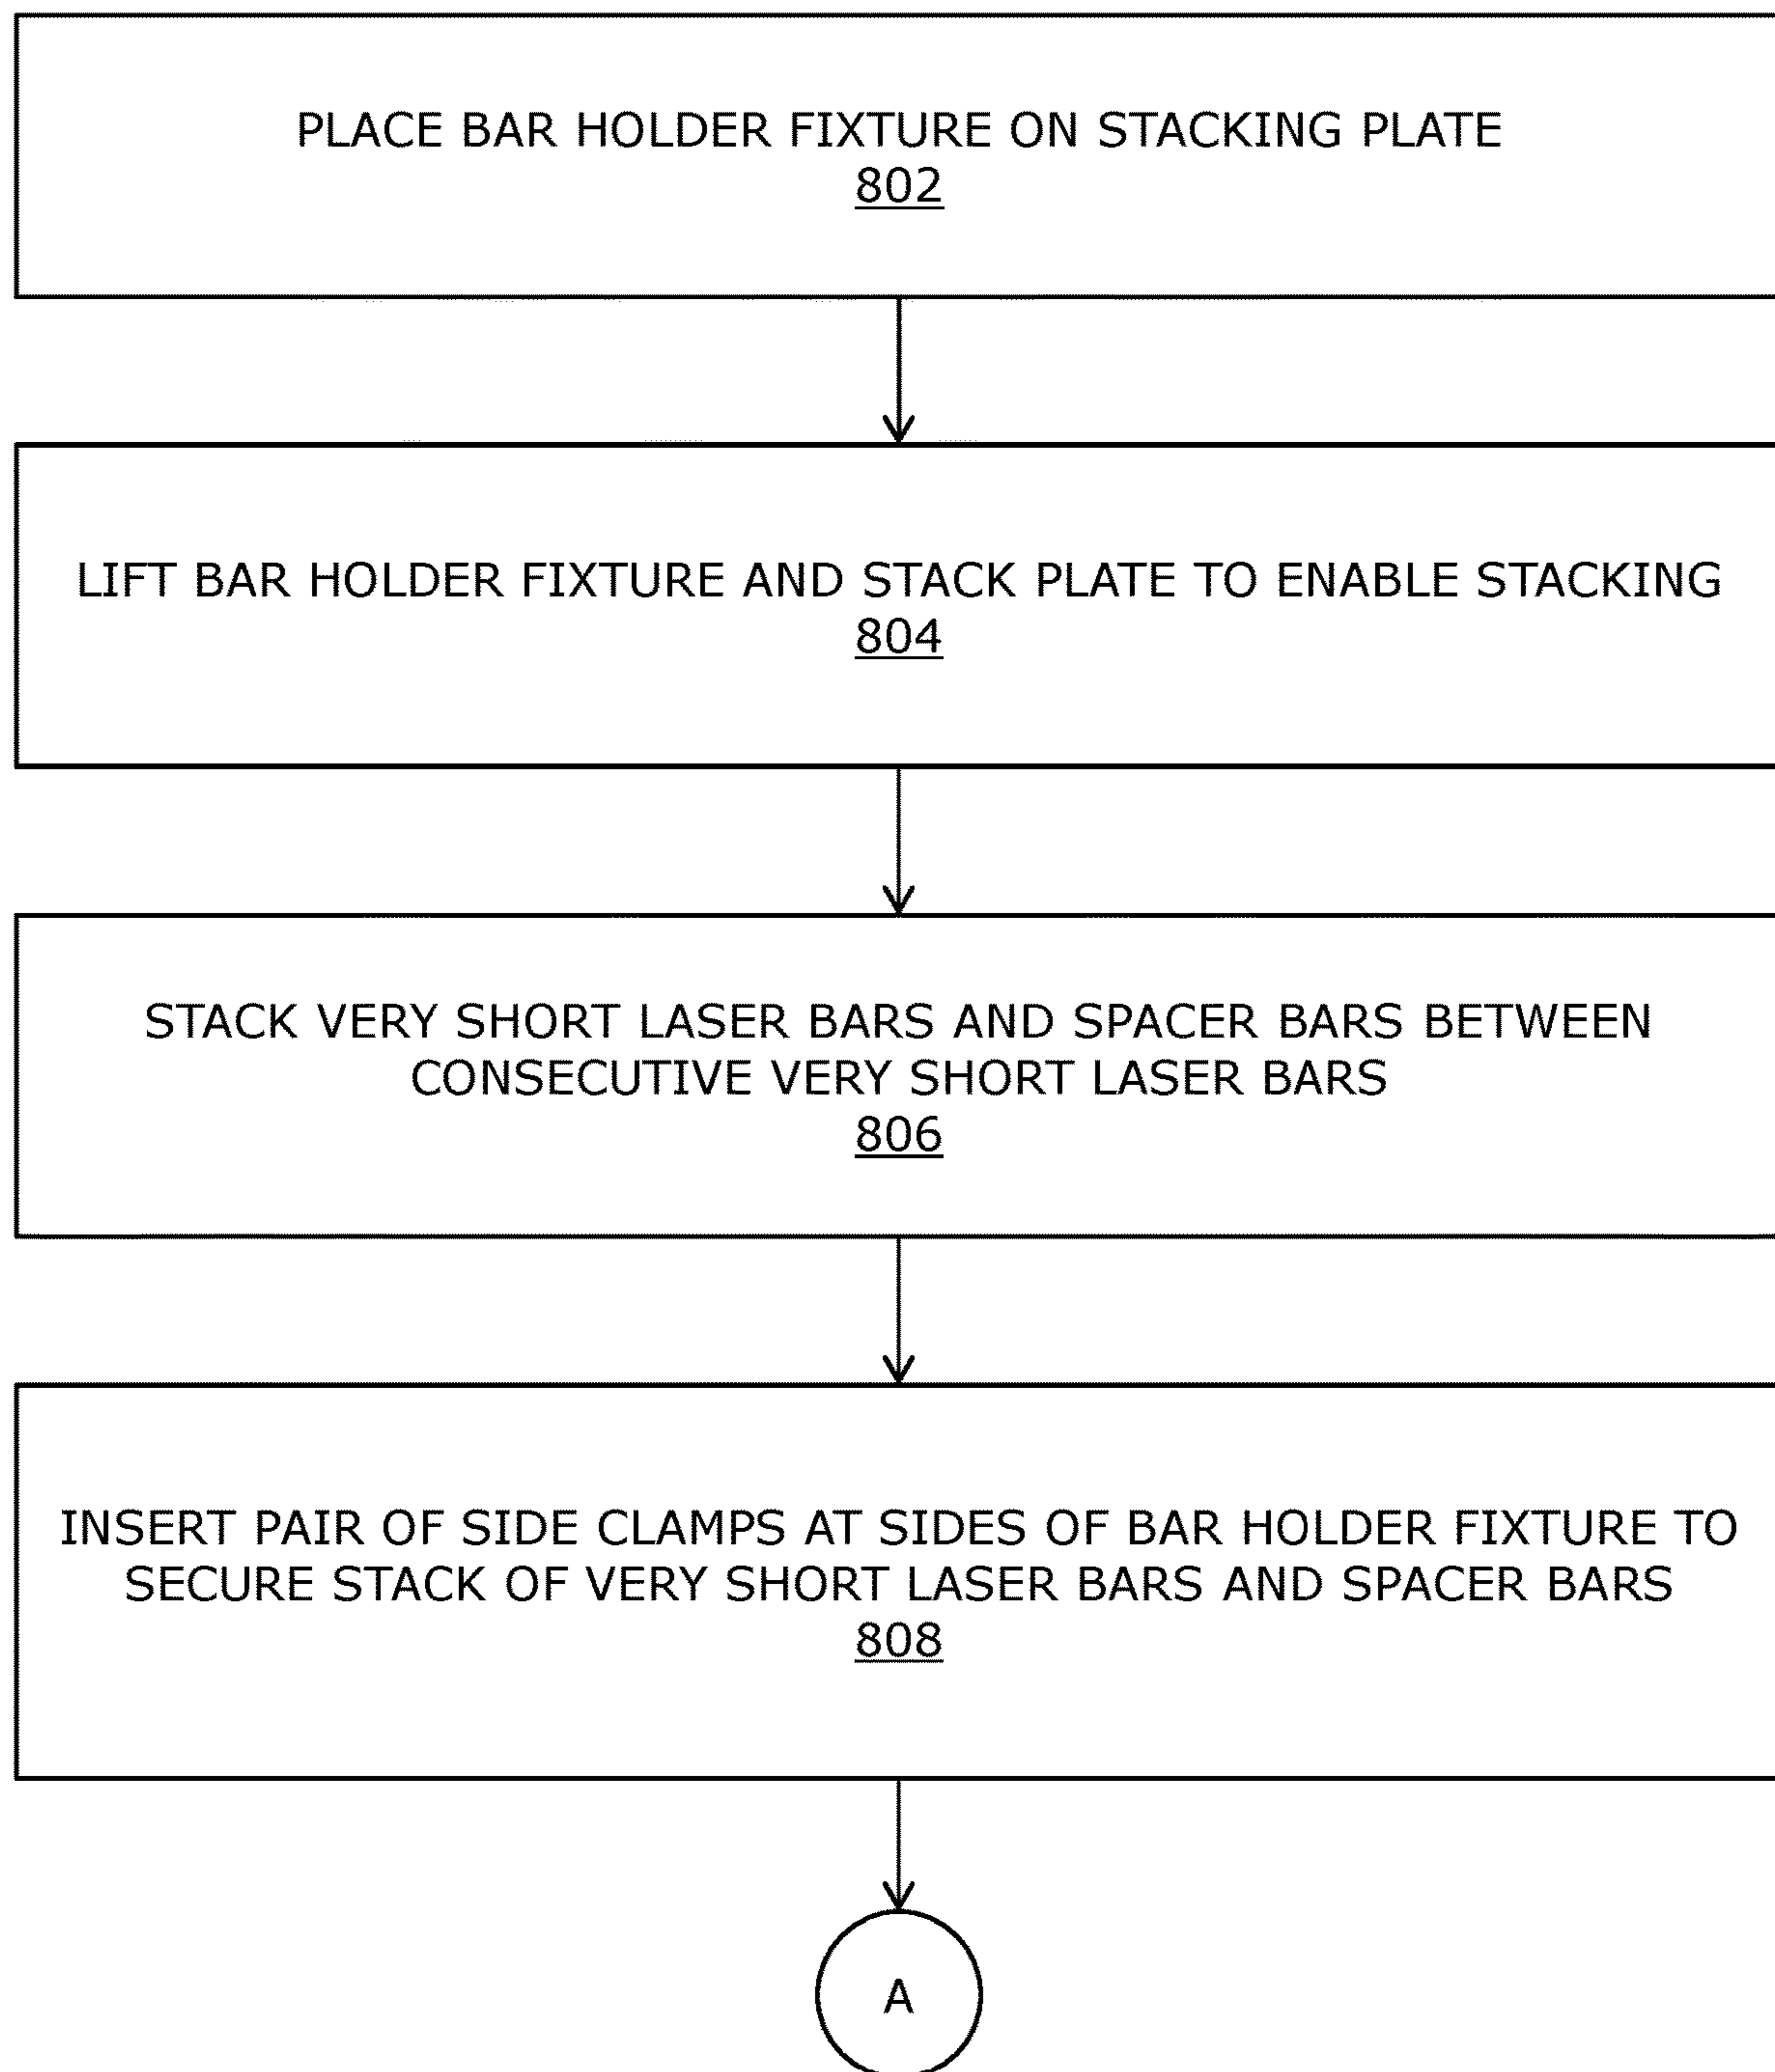 PLACE BAR HOLDER FIXTURE ON STACKING PLATE
802
LIFT BAR HOLDER FIXTURE AND STACK PLATE TO ENABLE STACKING
804
STACK VERY SHORT LASER BARS AND SPACER BARS BETWEEN
CONSECUTIVE VERY SHORT LASER BARS
806
INSERT PAIR OF SIDE CLAMPS AT SIDES OF BAR HOLDER FIXTURE TO
SECURE STACK OF VERY SHORT LASER BARS AND SPACER BARS
808
A